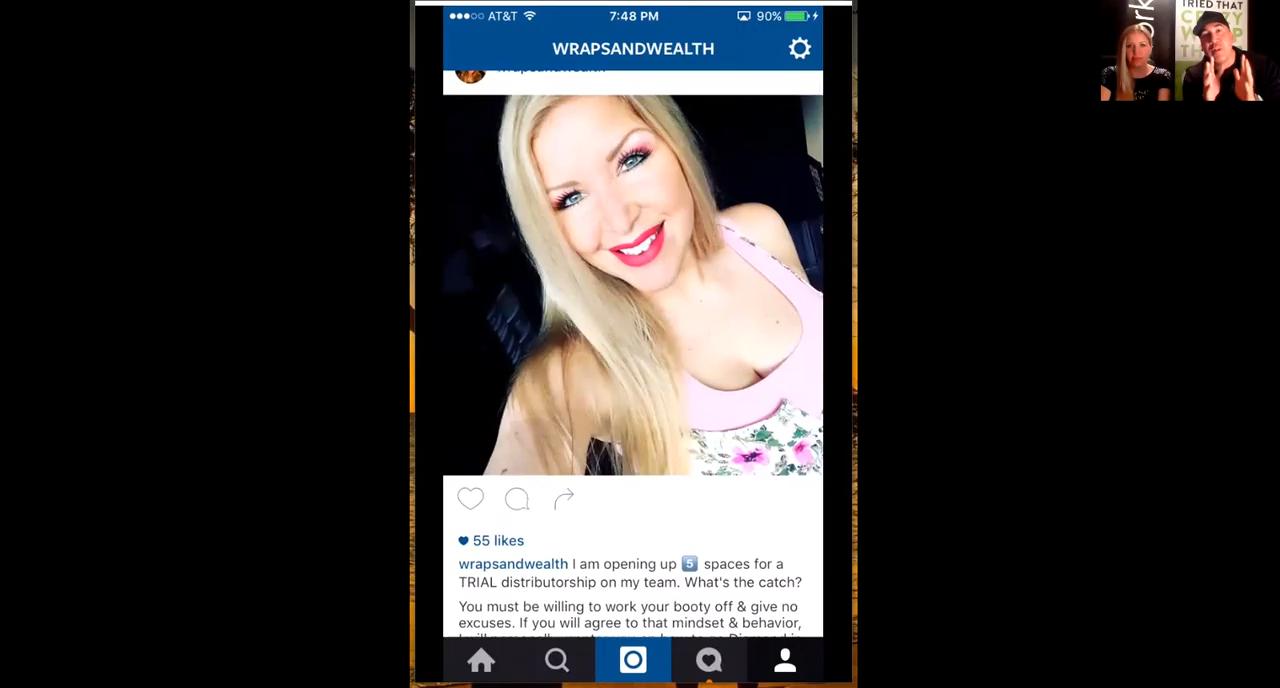 AT&T 7:48 PM 90%
WRAPSANDWEALTH
wrapsandwealth
55 likes
wrapsandwealth I am opening up 5 spaces for a
TRIAL distributorship on my team. What's the catch?
You must be willing to work your booty off & give no
excuses. If you will agree to that mindset & behavior,
TRIED THAT